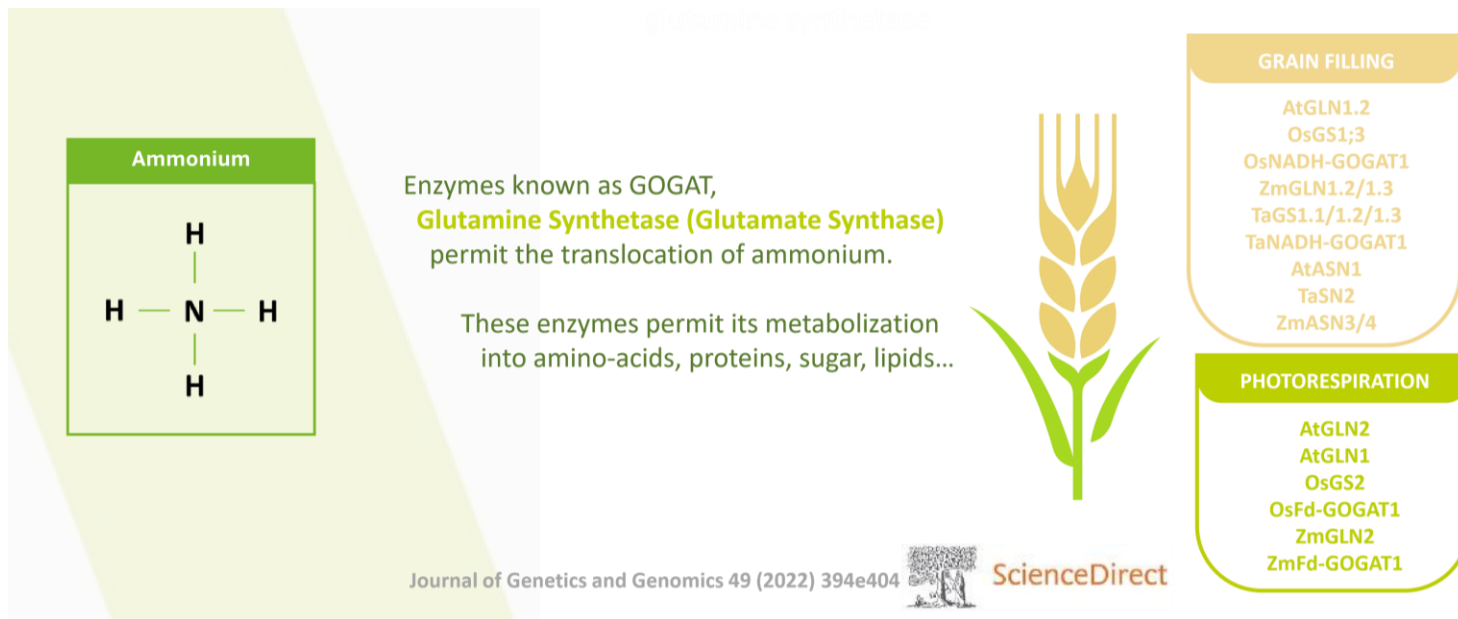 glutamine synthetase
Ammonium
H
H — N — H
H
Enzymes known as GOGAT,
Glutamine Synthetase (Glutamate Synthase)
permit the translocation of ammonium.
These enzymes permit its metabolization
into amino-acids, proteins, sugar, lipids...
GRAIN FILLING
AtGLN1.2
OsGS1;3
OsNADH-GOGAT1
ZmGLN1.2/1.3
TaGS1.1/1.2/1.3
TaNADH-GOGAT1
AtASN1
TaSN2
ZmASN3/4
PHOTORESPIRATION
AtGLN2
AtGLN1
OsGS2
OsFd-GOGAT1
ZmGLN2
ZmFd-GOGAT1
Journal of Genetics and Genomics 49 (2022) 394e404
ScienceDirect